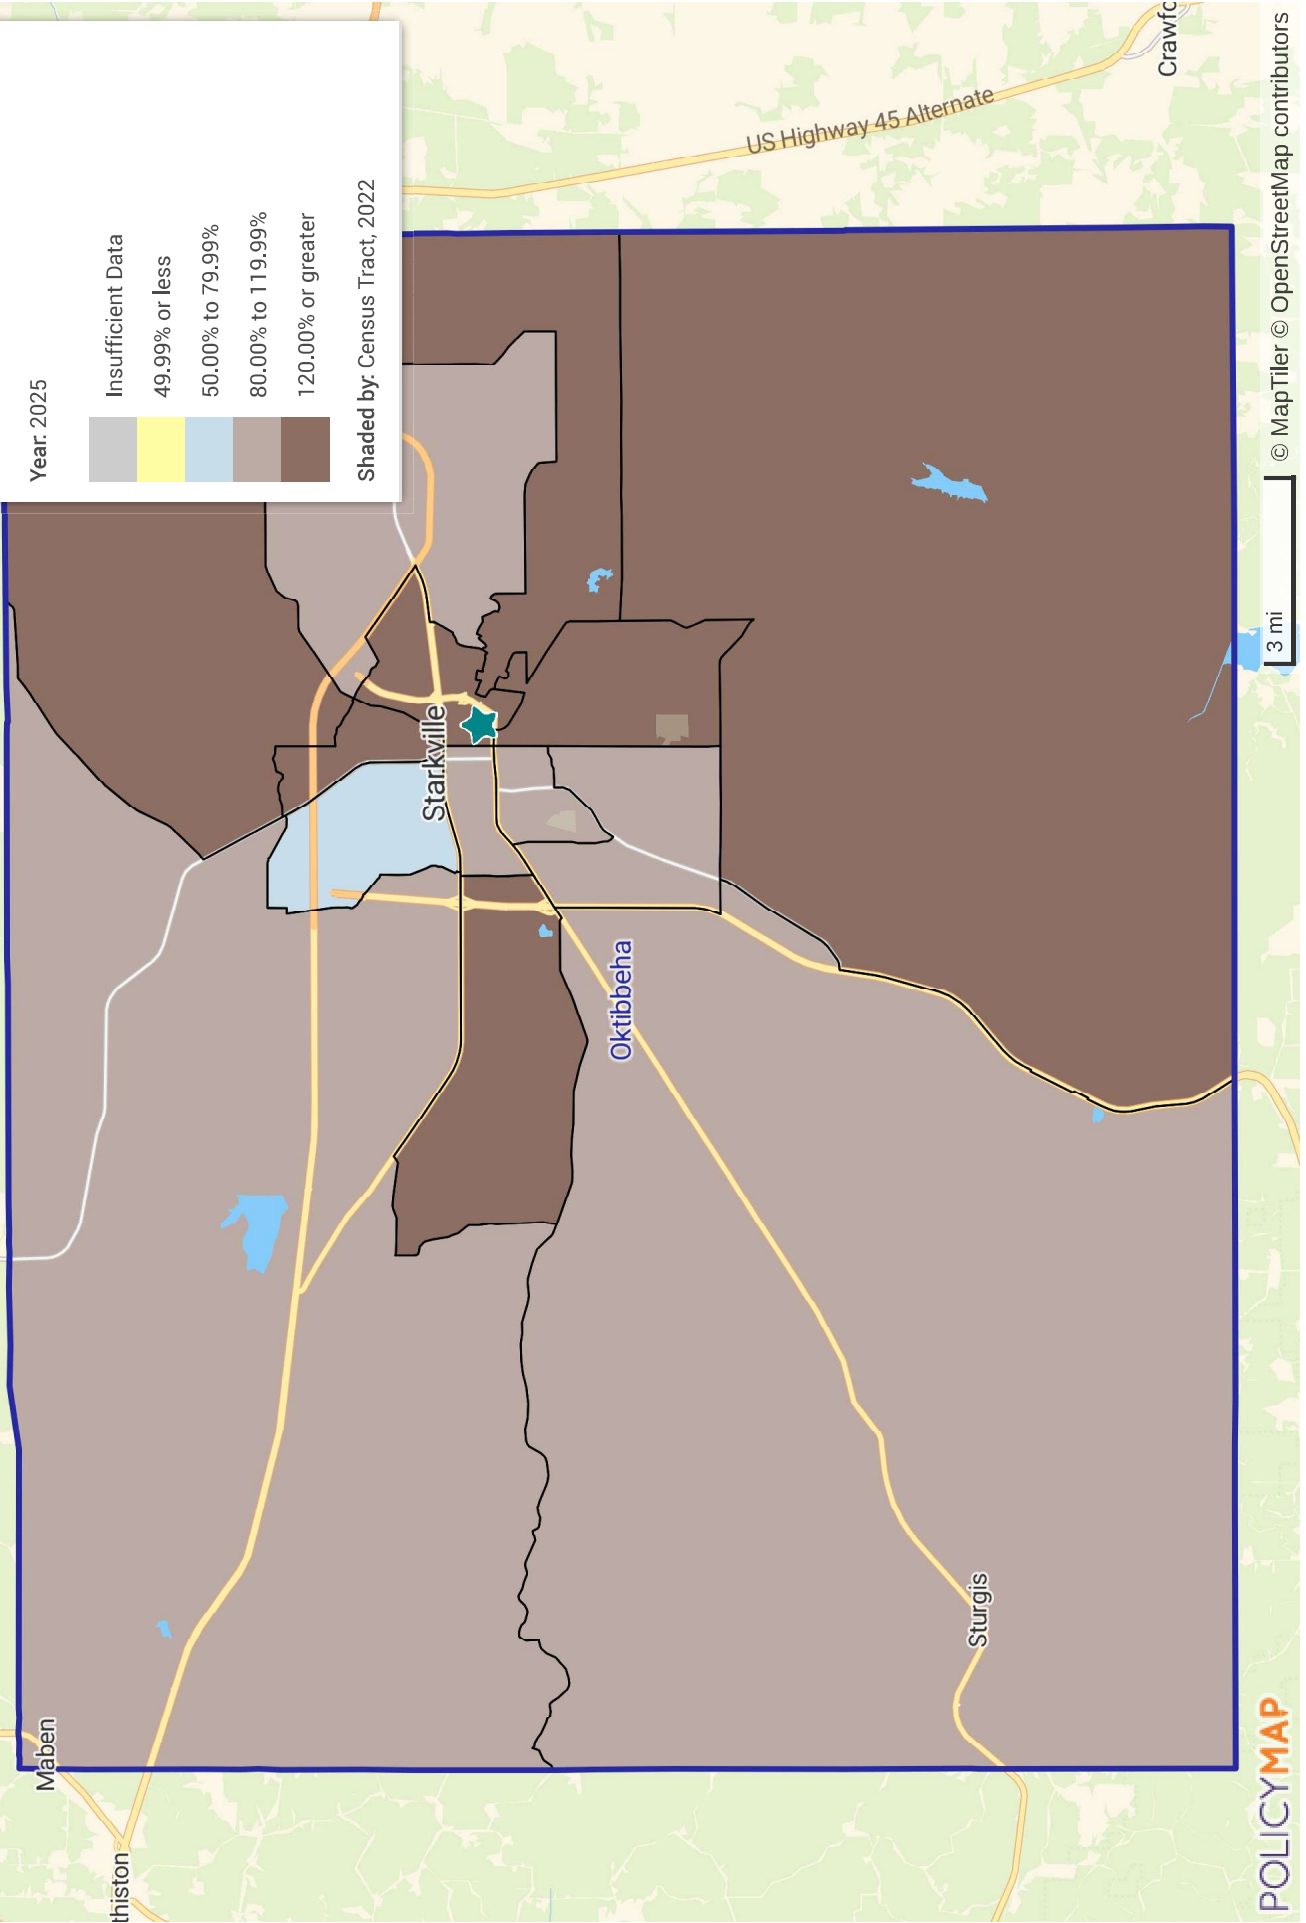 Year: 2025
Insufficient Data
49.99% or less
50.00% to 79.99%
80.00% to 119.99%
120.00% or greater
Shaded by: Census Tract, 2022
Maben
thiston
Starkville
Oktibbeha
Sturgis
US Highway 45 Alternate
Crawfo
POLICYMAP
3 mi
© MapTiler © OpenStreetMap contributors